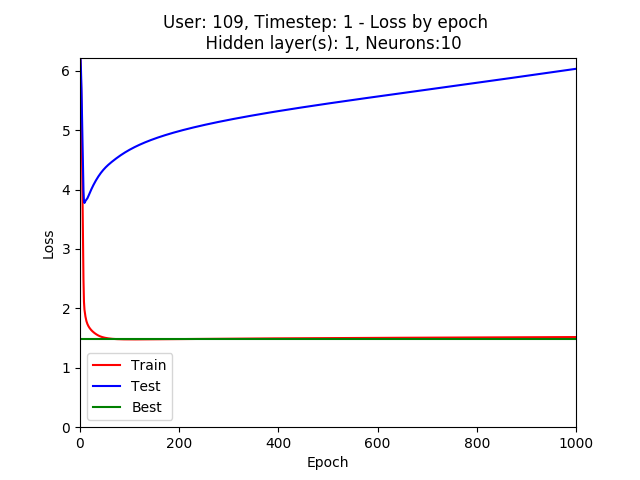 User: 109, Timestep: 1 - Loss by epoch
Hidden layer(s): 1, Neurons:10
6
5
4
3
2
1
0
Loss
Train
Test
Best
0 200 400 600 800 1000
Epoch